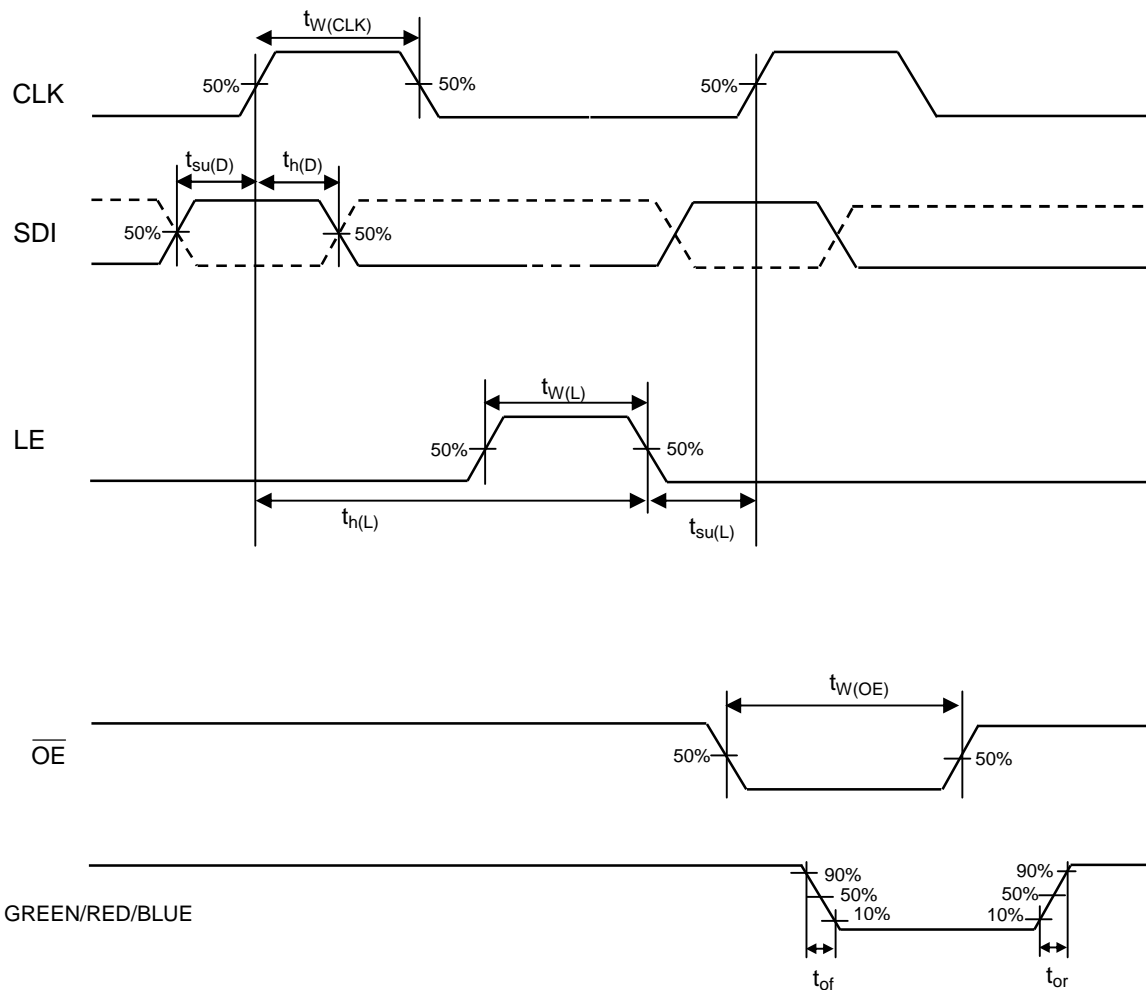 tW(CLK)
50%
50%
50%
CLK
tsu(D)
th(D)
SDI
50%
50%
tW(L)
LE
50%
50%
th(L)
tsu(L)
tW(OE)
OE
50%
50%
90%
90%
50%
50%
GREEN/RED/BLUE
10%
10%
tof
tor